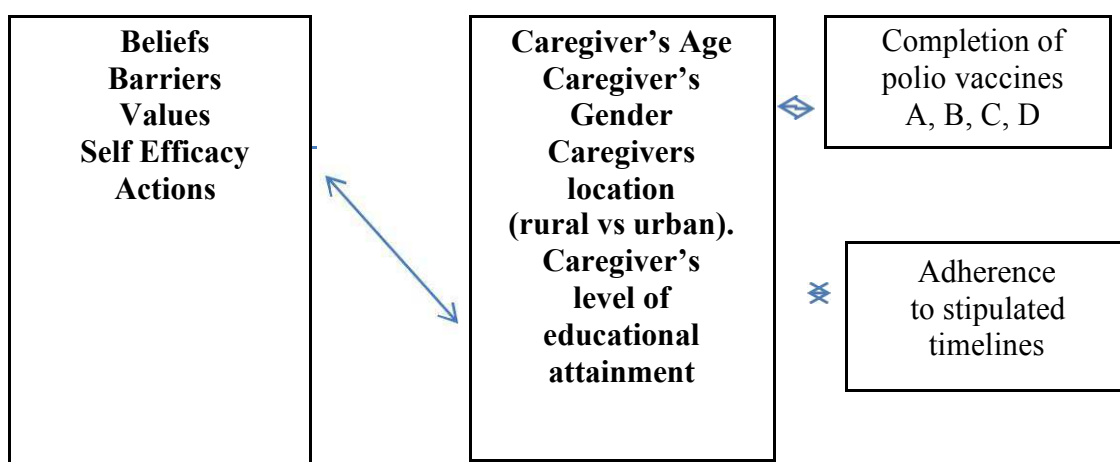 Beliefs
Barriers
Values
Self Efficacy
Actions
Caregiver’s Age
Caregiver’s
Gender
Caregivers
location
(rural vs urban).
Caregiver’s
level of
educational
attainment
Completion of
polio vaccines
A, B, C, D
Adherence
to stipulated
timelines